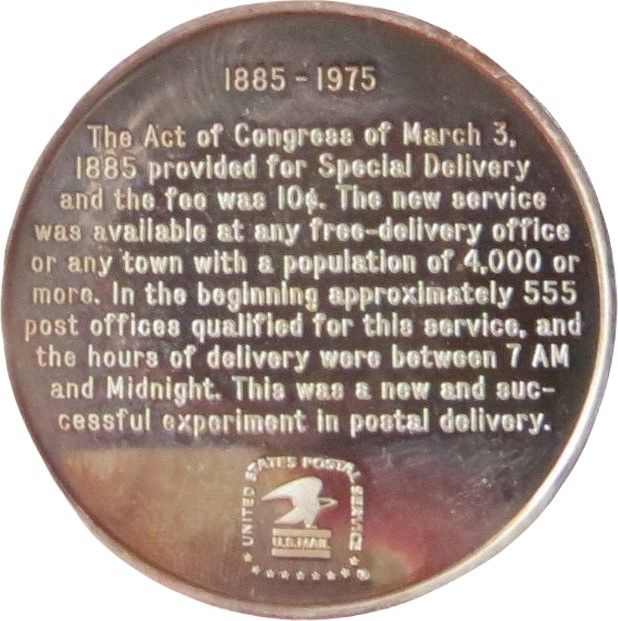 1885 - 1975
The Act of Congress of March 3,
1885 provided for Special Delivery
and the fee was 10¢. The new service
was available at any free-delivery office
or any town with a population of 4,000 or
more. In the beginning approximately 555
post offices qualified for this service, and
the hours of delivery were between 7 AM
and Midnight. This was a new and suc-
cessful experiment in postal delivery.
UNITED STATES POSTAL SERVICE
U.S.MAIL
®